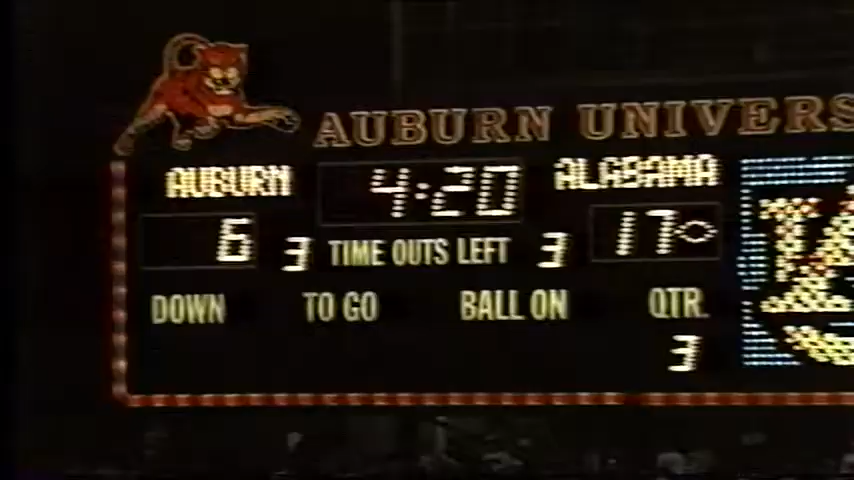 AUBURN UNIVERS
AUBURN 4:20 ALABAMA
6 3 TIME OUTS LEFT 3 17
DOWN TO GO BALL ON QTR.
3